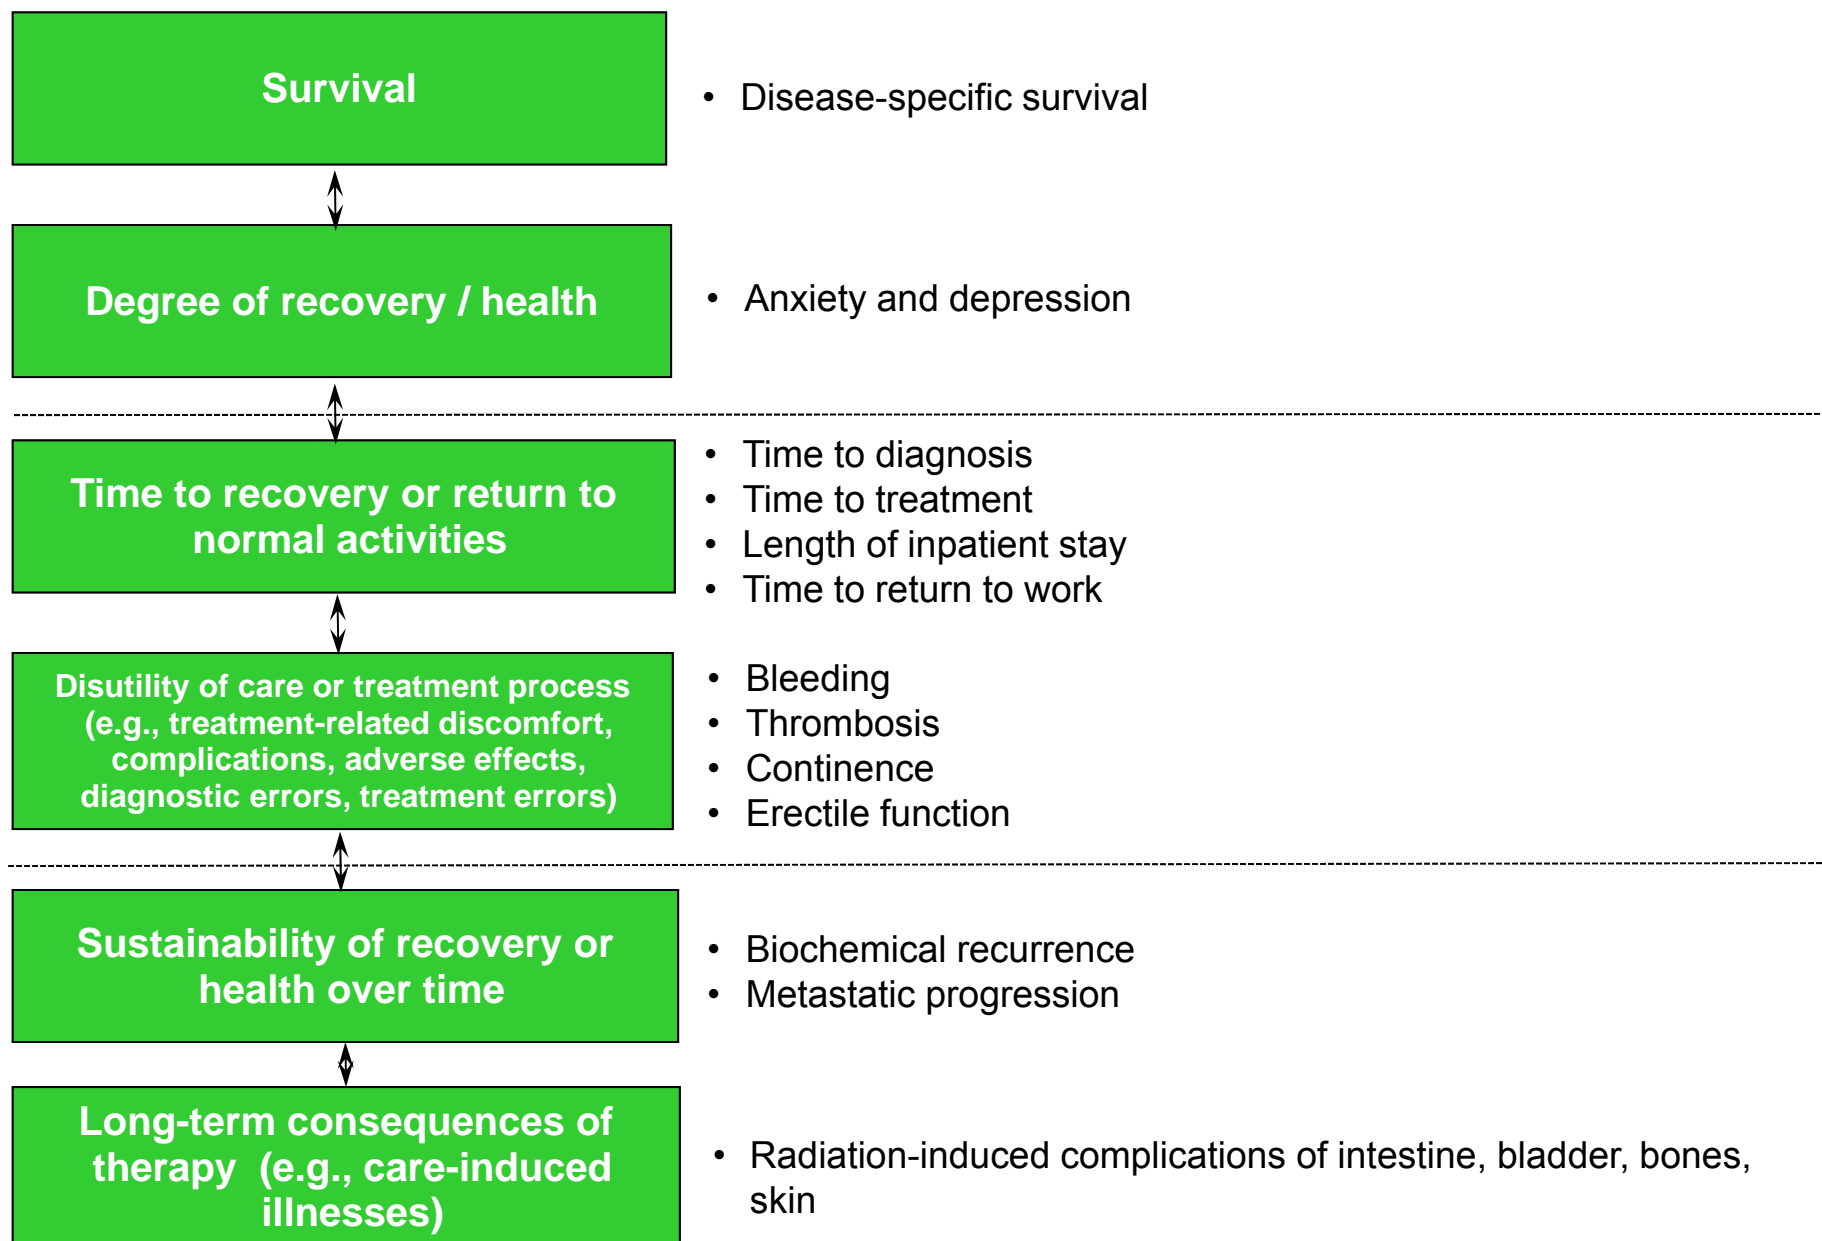 Survival
• Disease-specific survival
Degree of recovery / health
• Anxiety and depression
Time to recovery or return to
normal activities
• Time to diagnosis
• Time to treatment
• Length of inpatient stay
• Time to return to work
Disutility of care or treatment process
(e.g., treatment-related discomfort,
complications, adverse effects,
diagnostic errors, treatment errors)
• Bleeding
• Thrombosis
• Continence
• Erectile function
Sustainability of recovery or
health over time
• Biochemical recurrence
• Metastatic progression
Long-term consequences of
therapy (e.g., care-induced
illnesses)
• Radiation-induced complications of intestine, bladder, bones,
skin